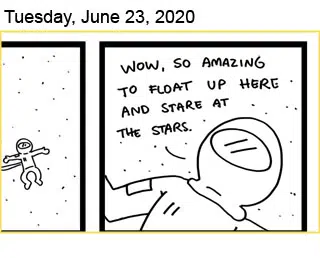 Tuesday, June 23, 2020
WOW, SO AMAZING
TO FLOAT UP HERE
AND STARE AT
THE STARS.